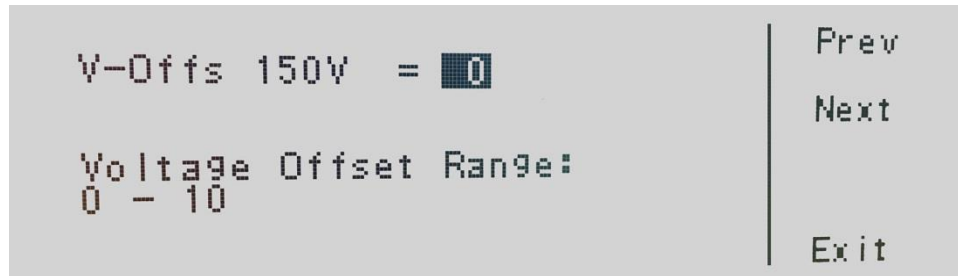 V-Offs 150V = 0
Voltage Offset Range:
0 - 10
Prev
Next
Exit